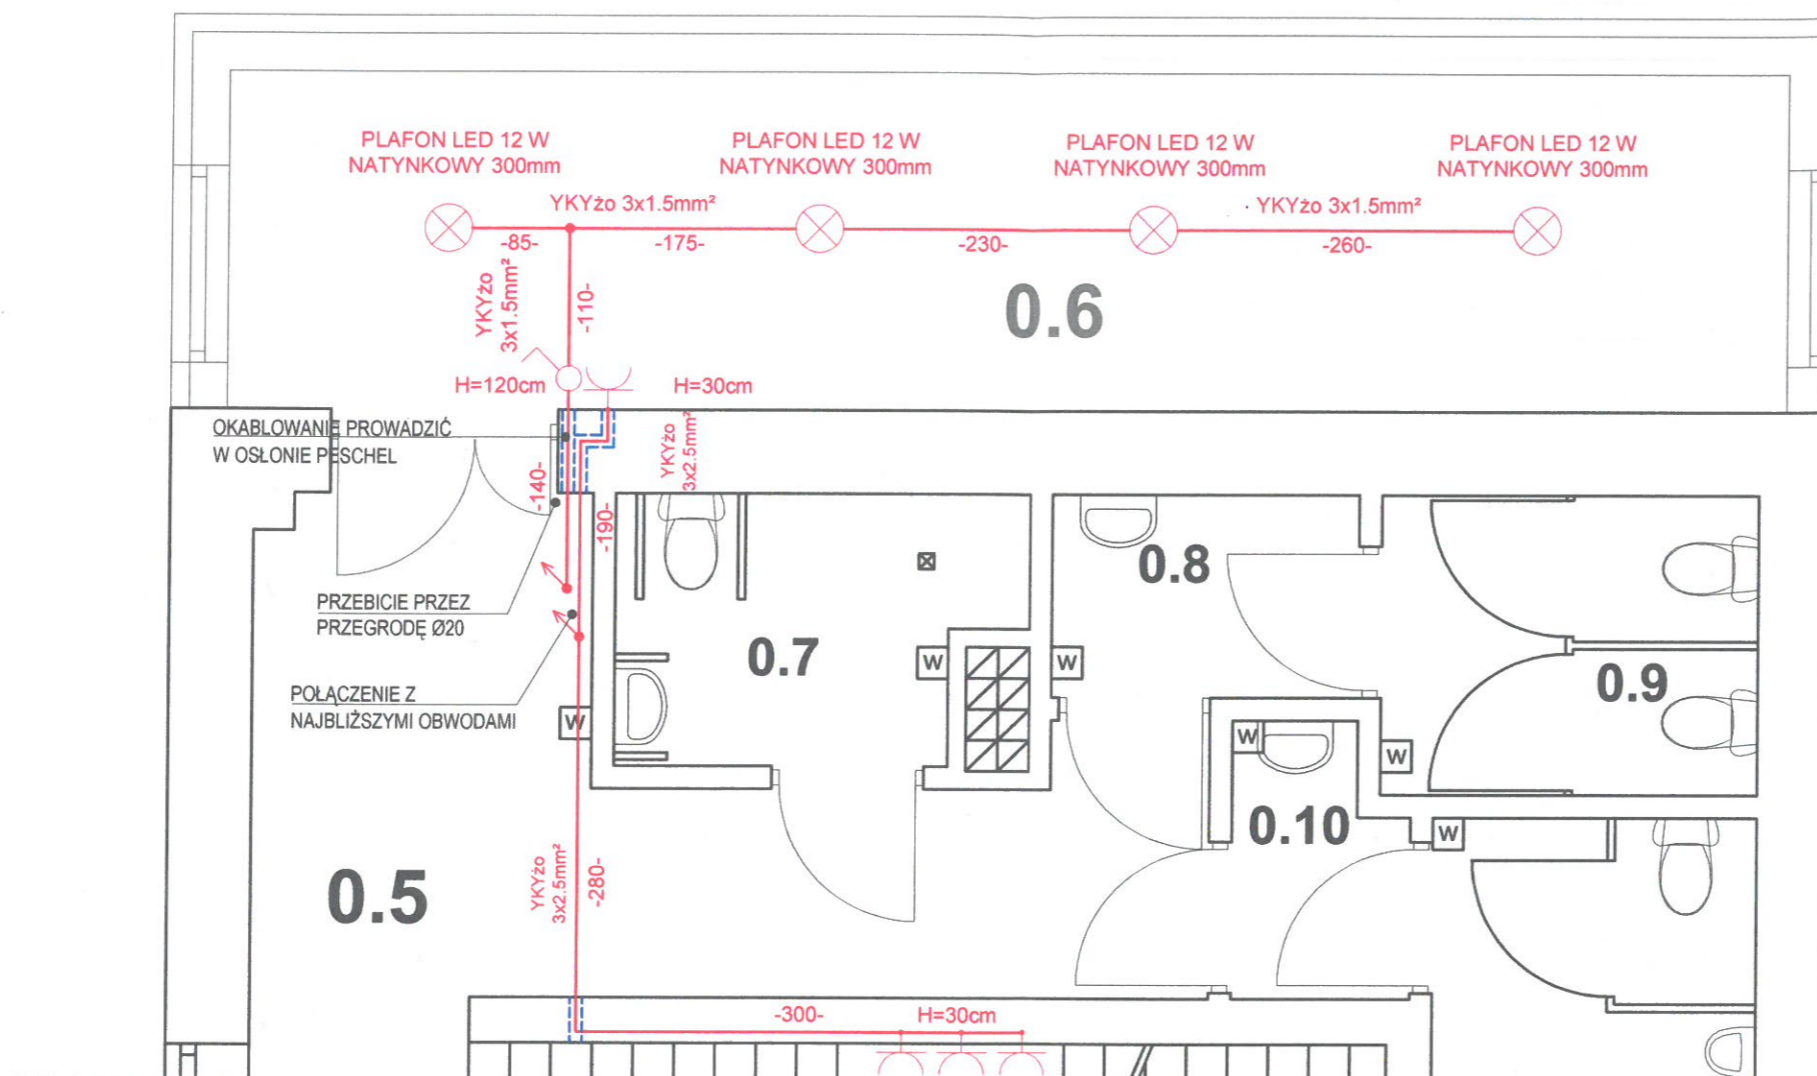 PLAFON LED 12 W
NATYNKOWY 300mm
PLAFON LED 12 W
NATYNKOWY 300mm
PLAFON LED 12 W
NATYNKOWY 300mm
PLAFON LED 12 W
NATYNKOWY 300mm
YKYżo 3x1.5mm²
YKYżo 3x1.5mm²
-85-
-175-
-230-
-260-
YKYżo
3x1.5mm²
-110-
0.6
H=120cm
H=30cm
OKABLOWANIE PROWADZIĆ
W OSŁONIE PESCHEL
YKYżo
3x2.5mm²
-140-
-190-
PRZEBICIE PRZEZ
PRZEGRODĘ Ø20
POŁĄCZENIE Z
NAJBLIŻSZYMI OBWODAMI
0.7
0.8
0.9
W
W
W
W
W
0.10
W
0.5
YKYżo
3x2.5mm²
-280-
-300-
H=30cm